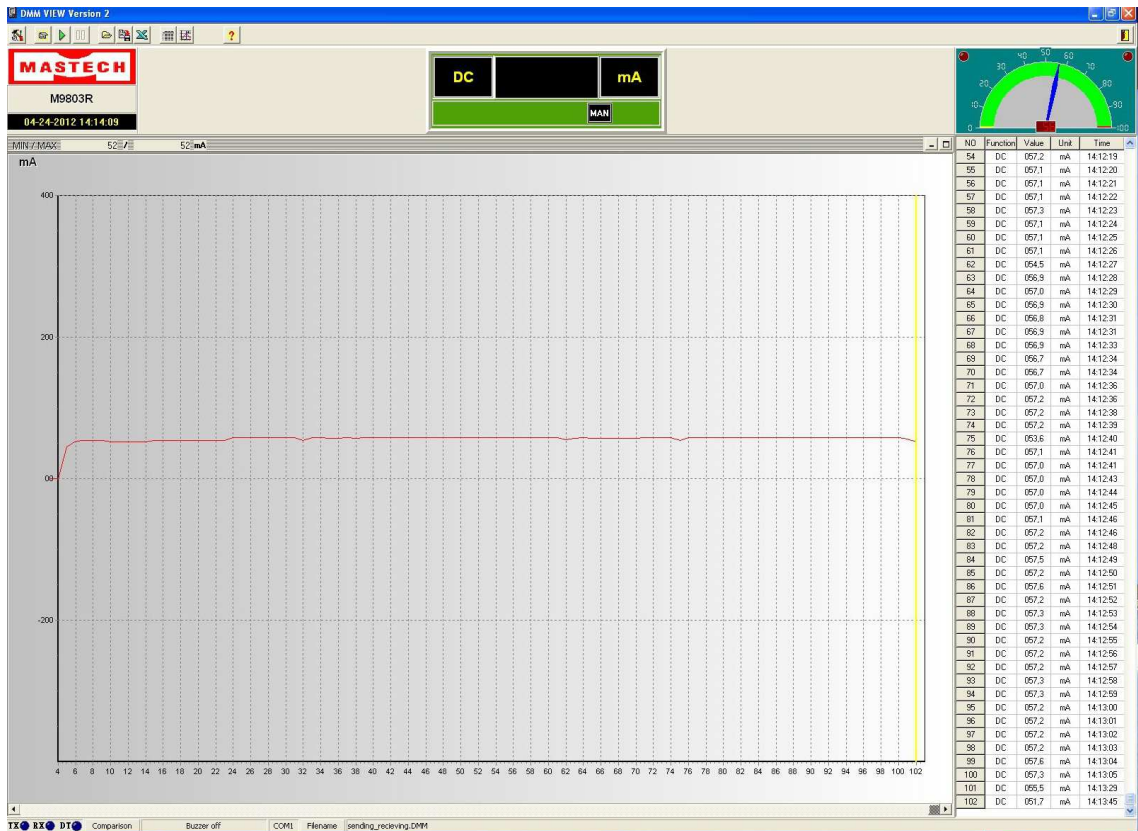 DMM VIEW Version 2
?
MASTECH
M9803R
04-24-2012 14:14:09
DC mA
MAN
0 10 20 30 40 50 60 70 80 90 100
MIN / MAX: 52 / 52 mA
mA
400
200
00
-200
4 6 8 10 12 14 16 18 20 22 24 26 28 30 32 34 36 38 40 42 44 46 48 50 52 54 56 58 60 62 64 66 68 70 72 74 76 78 80 82 84 86 88 90 92 94 96 98 100 102
NO Function Value Unit Time
54 DC 057,2 mA 14:12:19
55 DC 057,1 mA 14:12:20
56 DC 057,1 mA 14:12:21
57 DC 057,1 mA 14:12:22
58 DC 057,3 mA 14:12:23
59 DC 057,1 mA 14:12:24
60 DC 057,1 mA 14:12:25
61 DC 057,1 mA 14:12:26
62 DC 054,5 mA 14:12:27
63 DC 056,9 mA 14:12:28
64 DC 057,0 mA 14:12:29
65 DC 056,9 mA 14:12:30
66 DC 056,8 mA 14:12:31
67 DC 056,9 mA 14:12:31
68 DC 056,9 mA 14:12:33
69 DC 056,7 mA 14:12:34
70 DC 056,7 mA 14:12:34
71 DC 057,0 mA 14:12:36
72 DC 057,2 mA 14:12:36
73 DC 057,2 mA 14:12:38
74 DC 057,2 mA 14:12:39
75 DC 053,6 mA 14:12:40
76 DC 057,1 mA 14:12:41
77 DC 057,0 mA 14:12:41
78 DC 057,0 mA 14:12:43
79 DC 057,0 mA 14:12:44
80 DC 057,0 mA 14:12:45
81 DC 057,1 mA 14:12:46
82 DC 057,2 mA 14:12:46
83 DC 057,2 mA 14:12:48
84 DC 057,5 mA 14:12:49
85 DC 057,2 mA 14:12:50
86 DC 057,6 mA 14:12:51
87 DC 057,2 mA 14:12:52
88 DC 057,3 mA 14:12:53
89 DC 057,3 mA 14:12:54
90 DC 057,2 mA 14:12:55
91 DC 057,2 mA 14:12:56
92 DC 057,2 mA 14:12:57
93 DC 057,3 mA 14:12:58
94 DC 057,3 mA 14:12:59
95 DC 057,2 mA 14:13:00
96 DC 057,2 mA 14:13:01
97 DC 057,2 mA 14:13:02
98 DC 057,2 mA 14:13:03
99 DC 057,6 mA 14:13:04
100 DC 057,3 mA 14:13:05
101 DC 055,5 mA 14:13:29
102 DC 051,7 mA 14:13:45
TX RX DT Comparison Buzzer off COM1 Filename sending_recieving.DMM